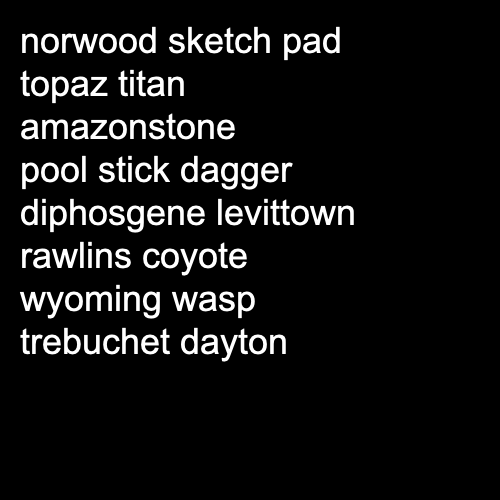 norwood sketch pad
topaz titan
amazonstone
pool stick dagger
diphosgene levittown
rawlins coyote
wyoming wasp
trebuchet dayton